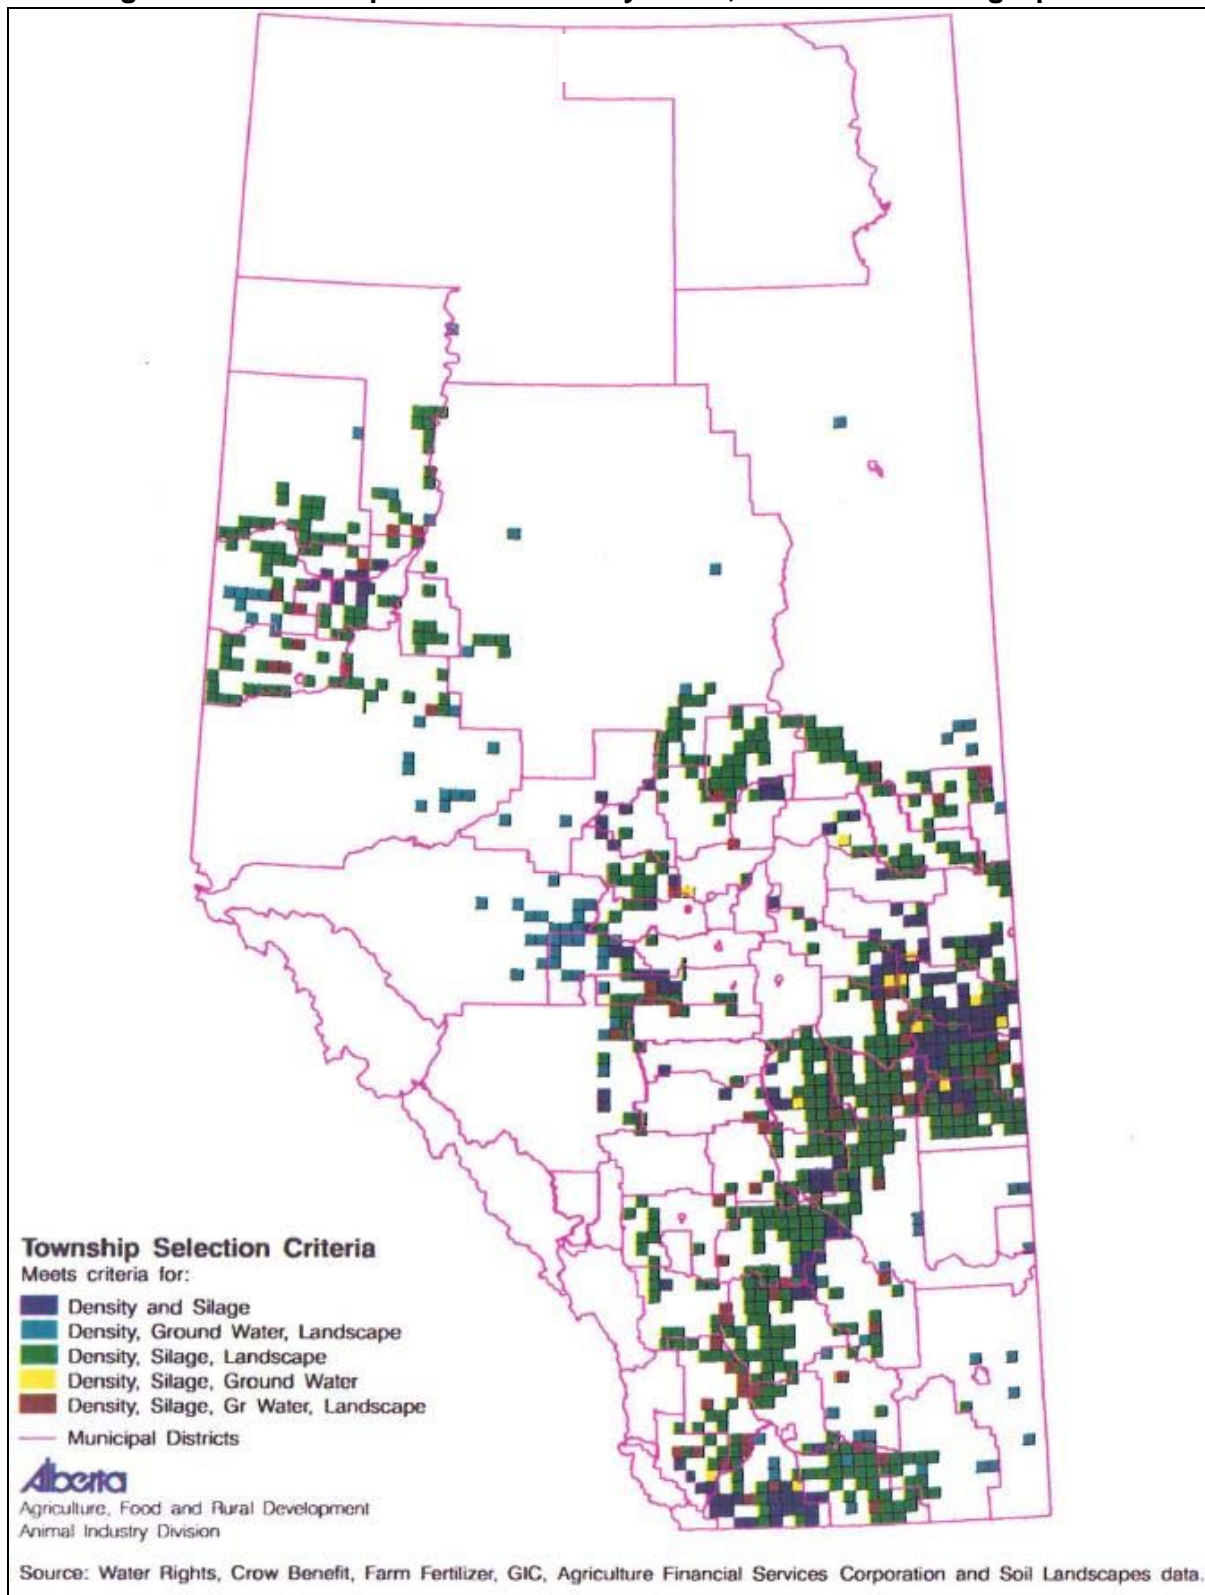 Township Selection Criteria
Meets criteria for:
Density and Silage
Density, Ground Water, Landscape
Density, Silage, Landscape
Density, Silage, Ground Water
Density, Silage, Gr Water, Landscape
Municipal Districts
Alberta
Agriculture, Food and Rural Development
Animal Industry Division
Source: Water Rights, Crow Benefit, Farm Fertilizer, GIC, Agriculture Financial Services Corporation and Soil Landscapes data.